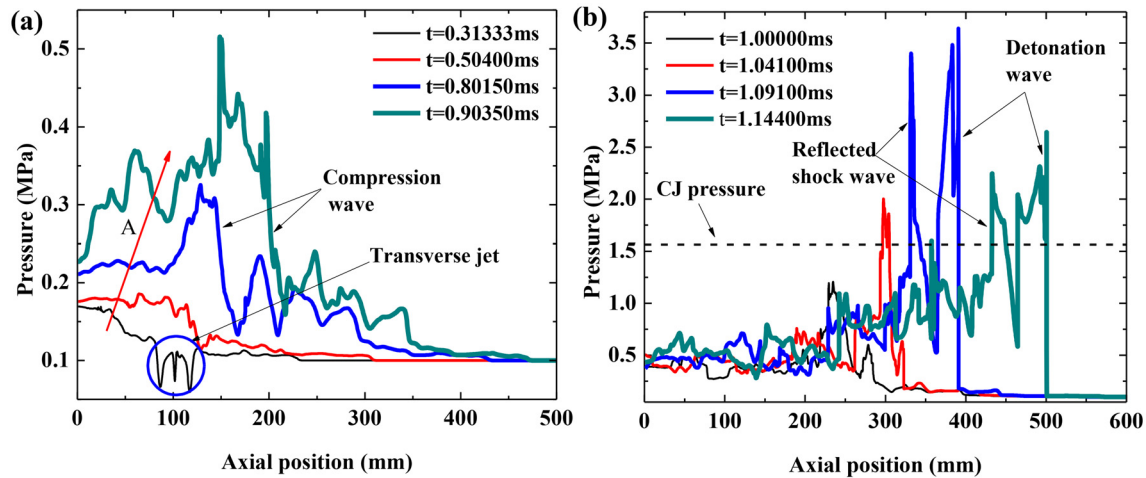 (a)
t=0.31333ms
t=0.50400ms
t=0.80150ms
t=0.90350ms
Compression
wave
A
Transverse jet
0.5
0.4
0.3
0.2
0.1
Pressure (MPa)
0
100
200
300
400
500
Axial position (mm)
(b)
t=1.00000ms
t=1.04100ms
t=1.09100ms
t=1.14400ms
Detonation
wave
Reflected
shock wave
CJ pressure
3.5
3.0
2.5
2.0
1.5
1.0
0.5
Pressure (MPa)
0
100
200
300
400
500
600
Axial position (mm)